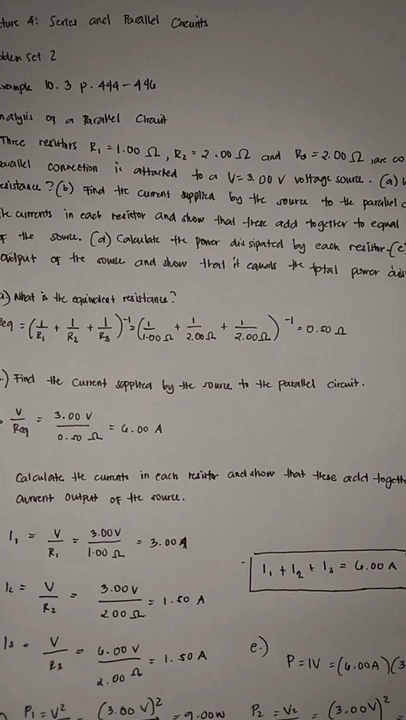 ture 4: Series and Parallel Circuits
oblem set 2
xample 10.3 p. 444-446
nalysis of a Parallel Circuit
Three resistors R1 = 1.00 Ω, R2 = 2.00 Ω and R3 = 2.00 Ω, are co
parallel connection is attached to a V = 3.00 V voltage source. (a) W
esistance? (b) Find the current supplied by the source to the parallel c
the currents in each resistor and show that these add together to equal
of the source. (d) Calculate the power dissipated by each resistor. (e)
output of the source and show that it equals the total power dis
a) What is the equivalent resistance?
Req = (1/R1 + 1/R2 + 1/R3)^-1 = (1/1.00 Ω + 1/2.00 Ω + 1/2.00 Ω)^-1 = 0.50 Ω
.) Find the current supplied by the source to the parallel circuit.
= V/Req = 3.00 V/0.50 Ω = 6.00 A
Calculate the currents in each resistor and show that these add togeth
current output of the source.
I1 = V/R1 = 3.00 V/1.00 Ω = 3.00 A
I1 + I2 + I3 = 6.00 A
I2 = V/R2 = 3.00 V/2.00 Ω = 1.50 A
I3 = V/R3 = 6.00 V/2.00 Ω = 1.50 A
e.)
P = IV = (6.00 A)(3
P1 = V² (3.00 V)² = 9.00 W P2 = V² = (3.00 V)²